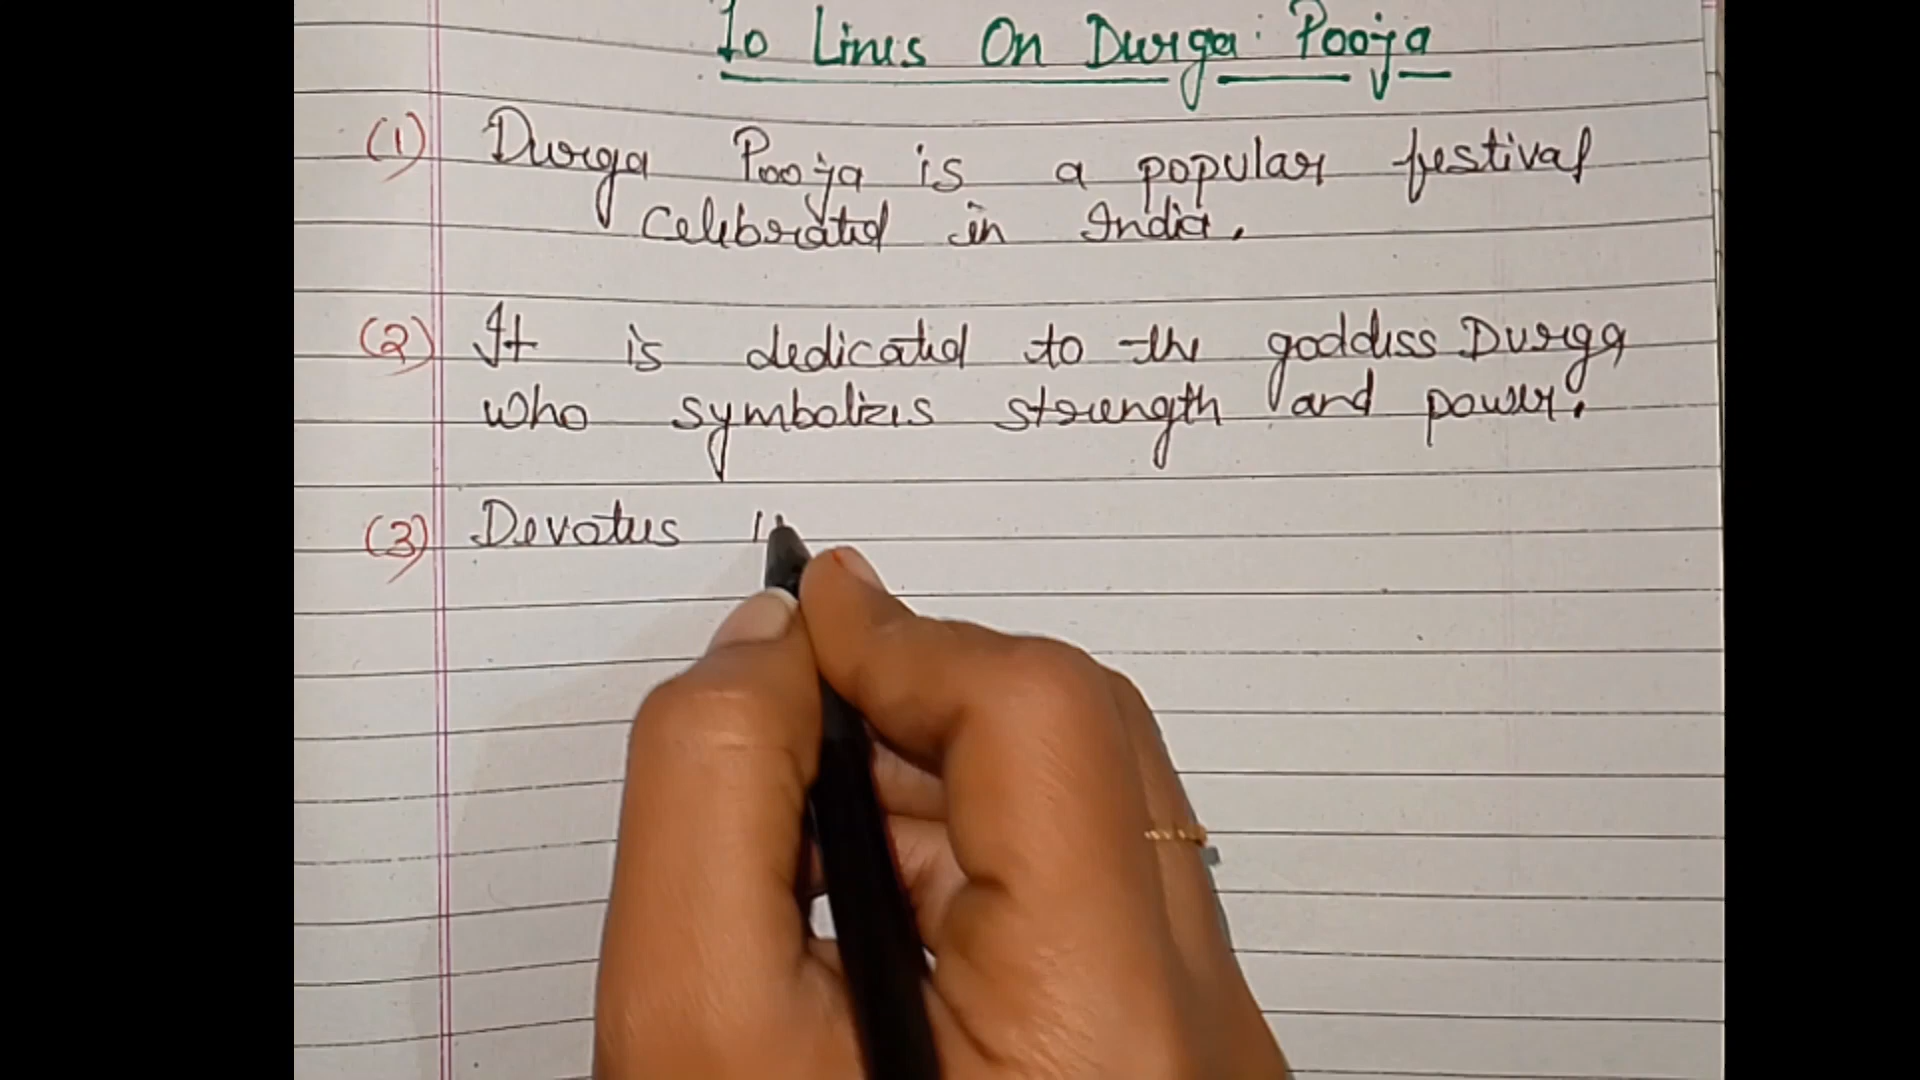 10 Lines On Durga Pooja
(1) Durga Pooja is a popular festival
Celebrated in India.
(2) It is dedicated to the goddess Durga
who symbolizes strength and power.
(3) Devotees